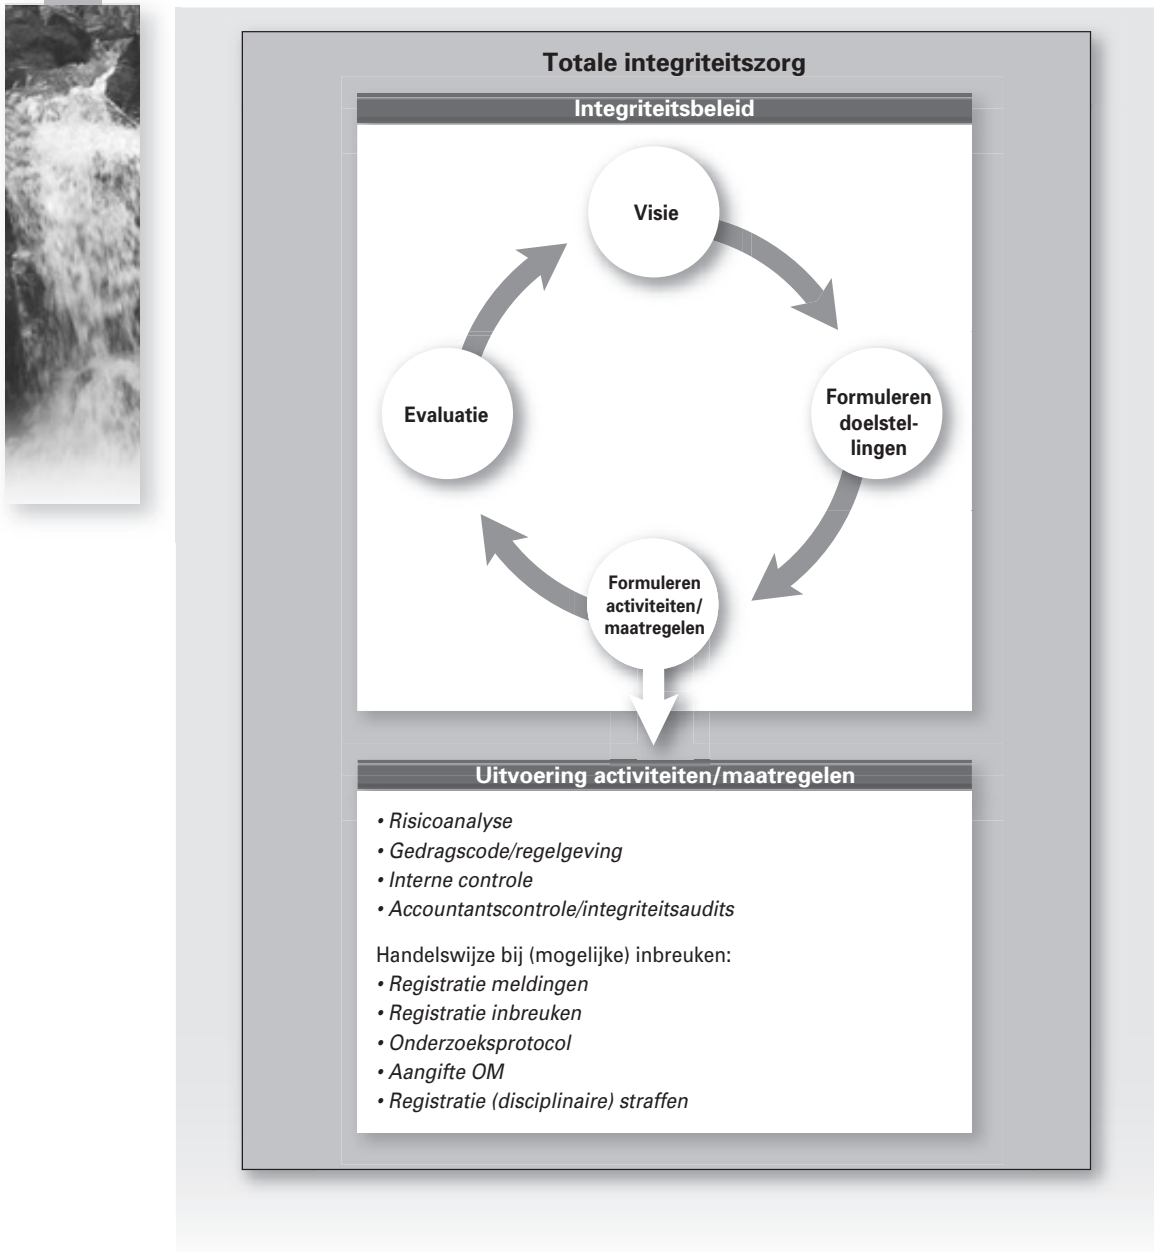 Totale integriteitszorg
Integriteitsbeleid
Visie
Formuleren
doelstel-
lingen
Formuleren
activiteiten/
maatregelen
Evaluatie
Uitvoering activiteiten/maatregelen
• Risicoanalyse
• Gedragscode/regelgeving
• Interne controle
• Accountantscontrole/integriteitsaudits
Handelswijze bij (mogelijke) inbreuken:
• Registratie meldingen
• Registratie inbreuken
• Onderzoeksprotocol
• Aangifte OM
• Registratie (disciplinaire) straffen